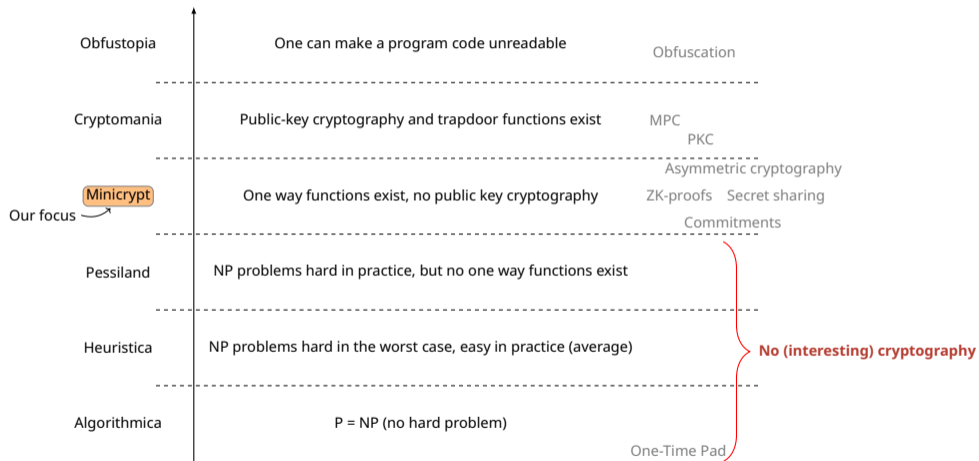 Obfustopia
One can make a program code unreadable
Obfuscation
Cryptomania
Public-key cryptography and trapdoor functions exist
MPC
PKC
Asymmetric cryptography
Minicrypt
One way functions exist, no public key cryptography
ZK-proofs
Secret sharing
Our focus
Commitments
Pessiland
NP problems hard in practice, but no one way functions exist
Heuristica
NP problems hard in the worst case, easy in practice (average)
No (interesting) cryptography
Algorithmica
P = NP (no hard problem)
One-Time Pad